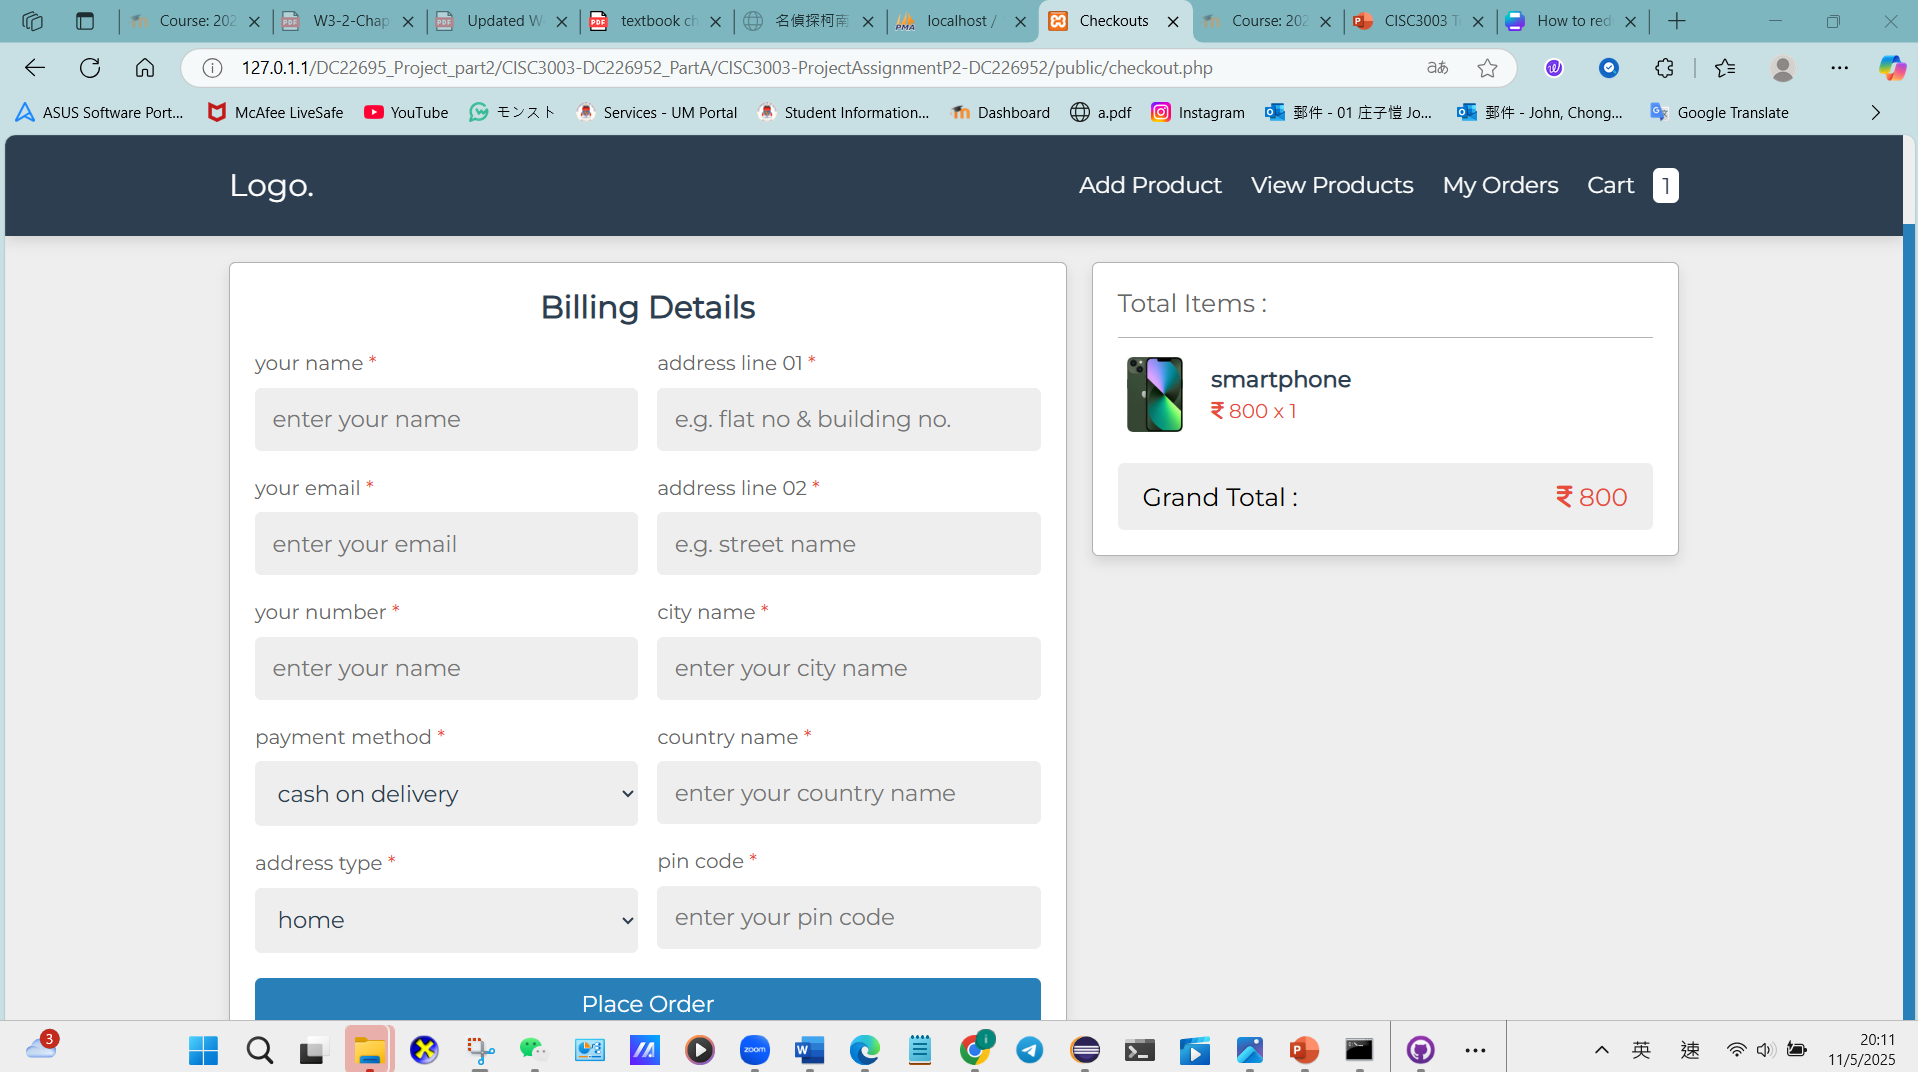 Course: 202
W3-2-Chap
Updated W
textbook ch
名偵探柯南
localhost /
Checkouts
Course: 202
CISC3003 T
How to red
127.0.1.1/DC22695_Project_part2/CISC3003-DC226952_PartA/CISC3003-ProjectAssignmentP2-DC226952/public/checkout.php
ASUS Software Port...
McAfee LiveSafe
YouTube
モンスト
Services - UM Portal
Student Information...
Dashboard
a.pdf
Instagram
郵件 - 01 庄子愷 Jo...
郵件 - John, Chong...
Google Translate
Logo.
Add Product
View Products
My Orders
Cart 1
Billing Details
your name *
enter your name
your email *
enter your email
your number *
enter your name
payment method *
cash on delivery
address type *
home
address line 01 *
e.g. flat no & building no.
address line 02 *
e.g. street name
city name *
enter your city name
country name *
enter your country name
pin code *
enter your pin code
Place Order
Total Items :
smartphone
₹ 800 x 1
Grand Total : ₹ 800
3
zoom
英
速
20:11
11/5/2025